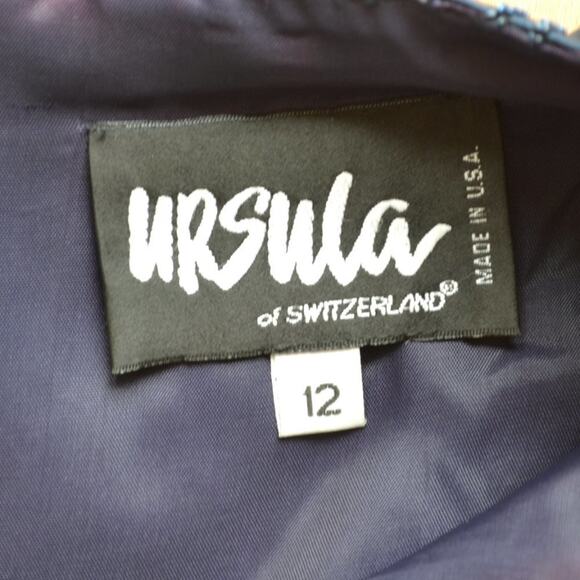 URSula
of SWITZERLAND®
MADE IN U.S.A.
12